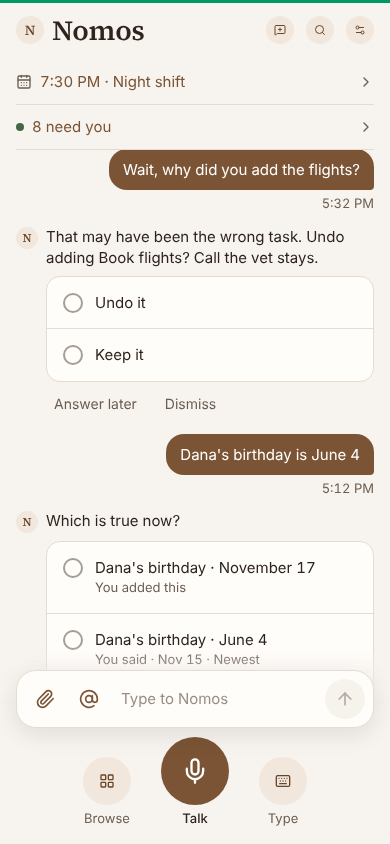 N
Nomos
7:30 PM · Night shift
8 need you
Wait, why did you add the flights?
5:32 PM
N
That may have been the wrong task. Undo
adding Book flights? Call the vet stays.
Undo it
Keep it
Answer later
Dismiss
Dana's birthday is June 4
5:12 PM
N
Which is true now?
Dana's birthday · November 17
You added this
Dana's birthday · June 4
You said · Nov 15 · Newest
Type to Nomos
Browse
Talk
Type